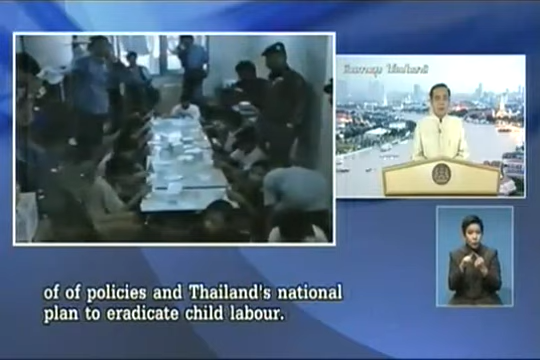 of of policies and Thailand's national
plan to eradicate child labour.